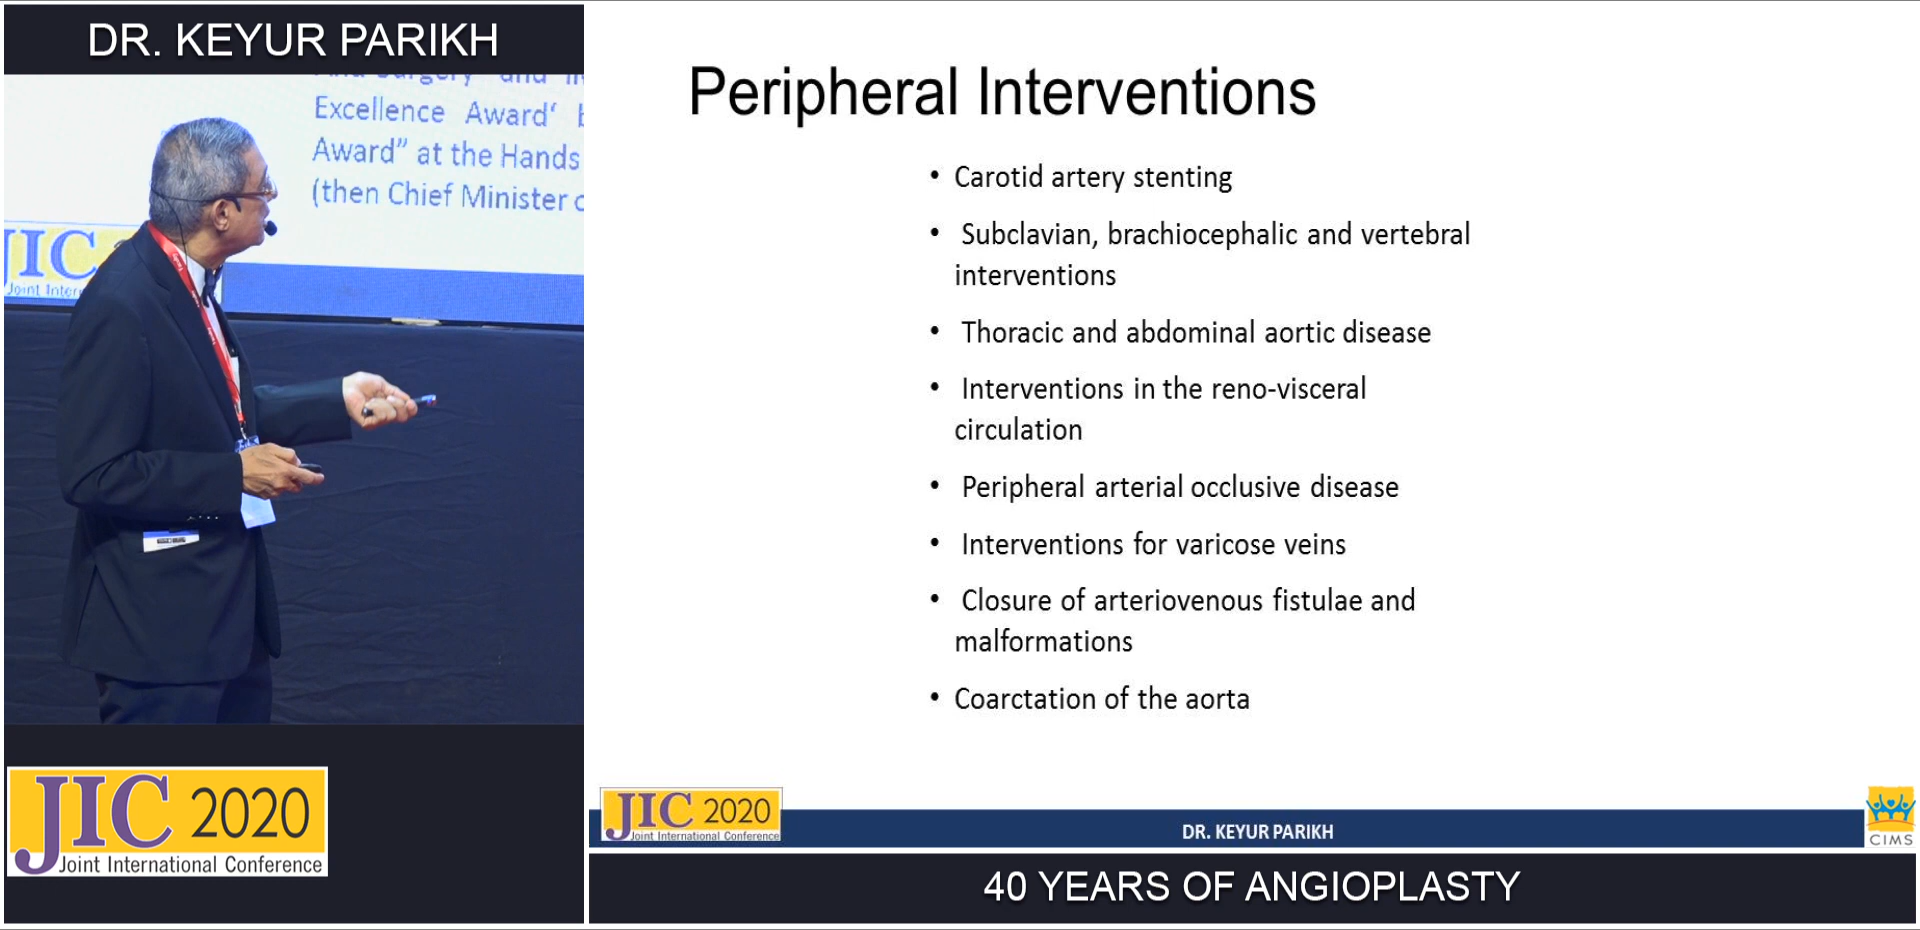 DR. KEYUR PARIKH
Excellence Award‘
Award” at the Hands
(then Chief Minister
JIC
Joint Inter
Peripheral Interventions
• Carotid artery stenting
• Subclavian, brachiocephalic and vertebral
interventions
• Thoracic and abdominal aortic disease
• Interventions in the reno-visceral
circulation
• Peripheral arterial occlusive disease
• Interventions for varicose veins
• Closure of arteriovenous fistulae and
malformations
• Coarctation of the aorta
JIC 2020
Joint International Conference
JIC 2020
Joint International Conference
DR. KEYUR PARIKH
CIMS
40 YEARS OF ANGIOPLASTY